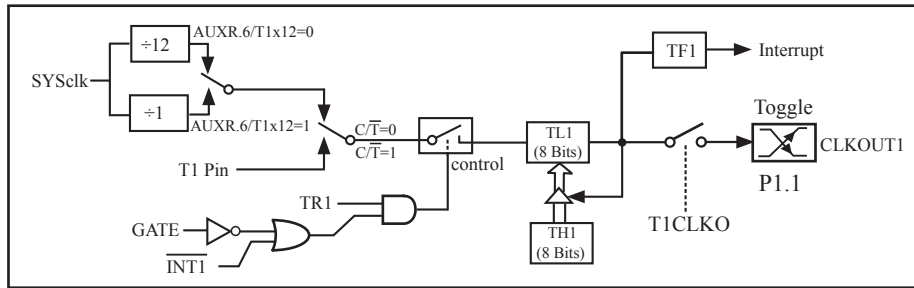 AUXR.6/T1x12=0
÷12
SYSclk
÷1
AUXR.6/T1x12=1
T1 Pin
C/T̅=0
C/T̅=1
control
TR1
GATE
I̅N̅T̅1̅
TL1
(8 Bits)
TH1
(8 Bits)
TF1
Interrupt
Toggle
CLKOUT1
P1.1
T1CLKO